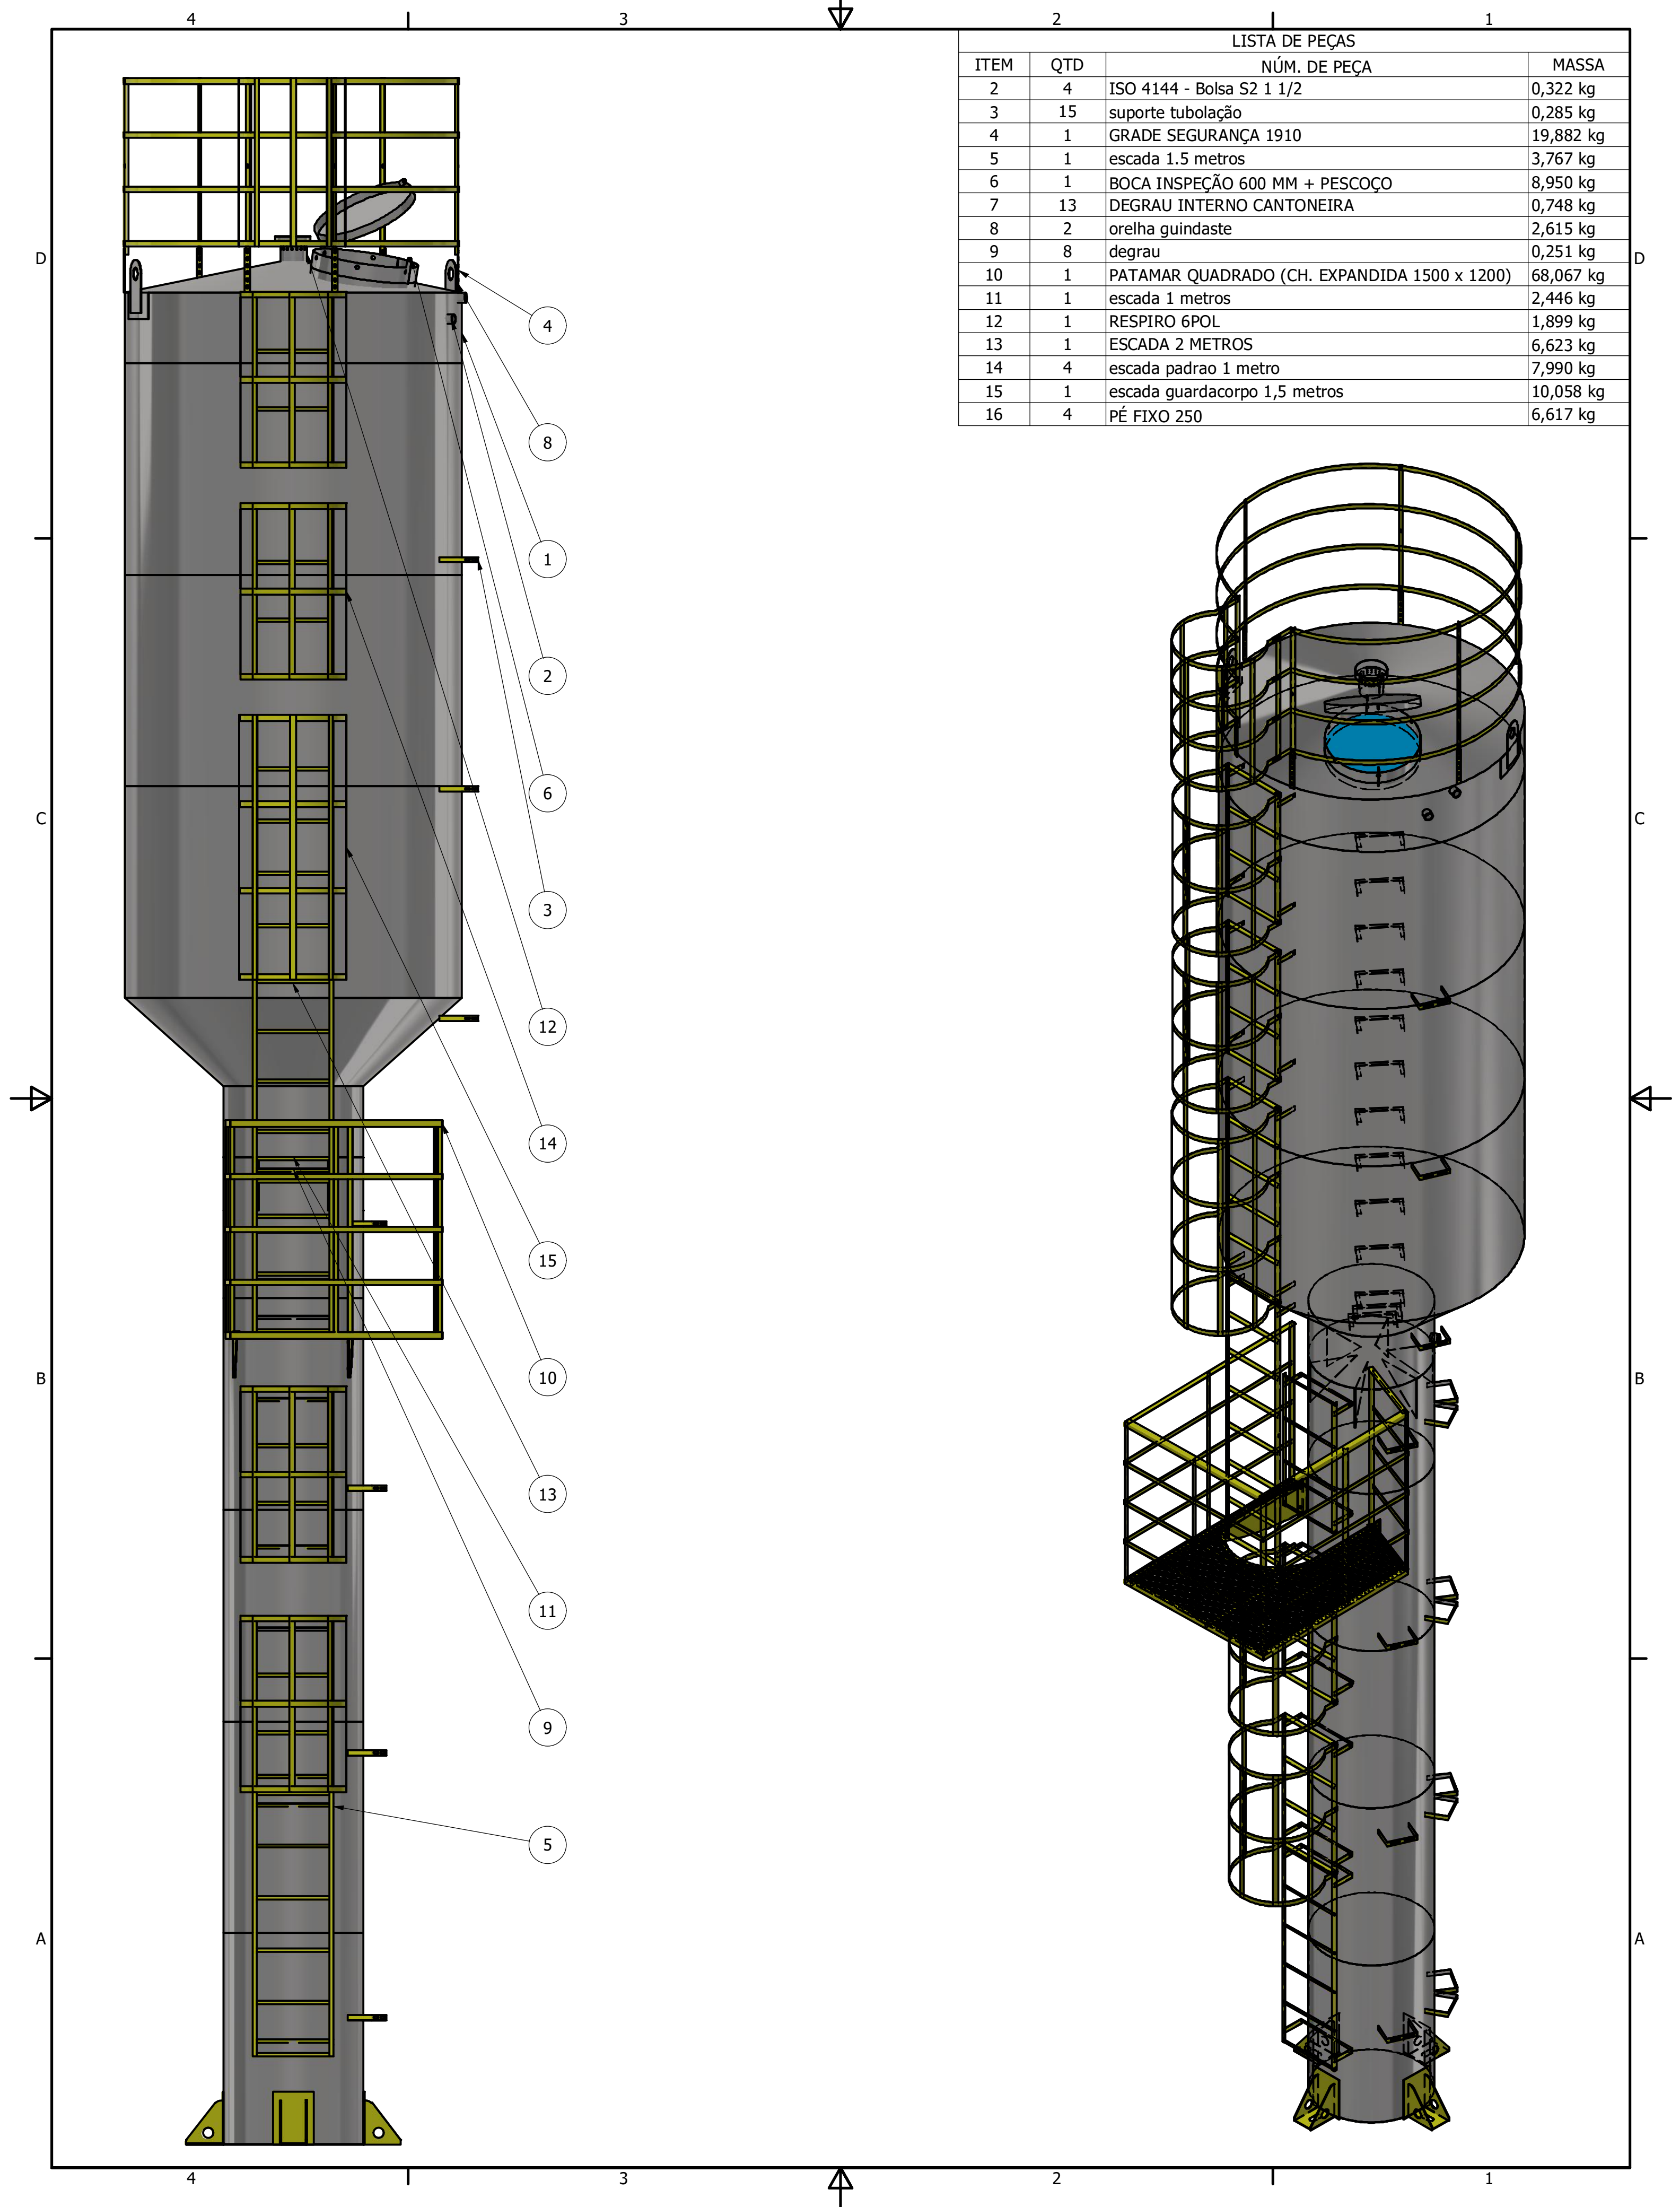 4 3 2 1
LISTA DE PEÇAS
ITEM QTD NÚM. DE PEÇA MASSA
2 4 ISO 4144 - Bolsa S2 1 1/2 0,322 kg
3 15 suporte tubolação 0,285 kg
4 1 GRADE SEGURANÇA 1910 19,882 kg
5 1 escada 1.5 metros 3,767 kg
6 1 BOCA INSPEÇÃO 600 MM + PESCOÇO 8,950 kg
7 13 DEGRAU INTERNO CANTONEIRA 0,748 kg
8 2 orelha guindaste 2,615 kg
9 8 degrau 0,251 kg
10 1 PATAMAR QUADRADO (CH. EXPANDIDA 1500 x 1200) 68,067 kg
11 1 escada 1 metros 2,446 kg
12 1 RESPIRO 6POL 1,899 kg
13 1 ESCADA 2 METROS 6,623 kg
14 4 escada padrao 1 metro 7,990 kg
15 1 escada guardacorpo 1,5 metros 10,058 kg
16 4 PÉ FIXO 250 6,617 kg
D D
4
8
1
2
6
C C
3
12
14
15
B B
10
13
11
9
5
A A
4 3 2 1